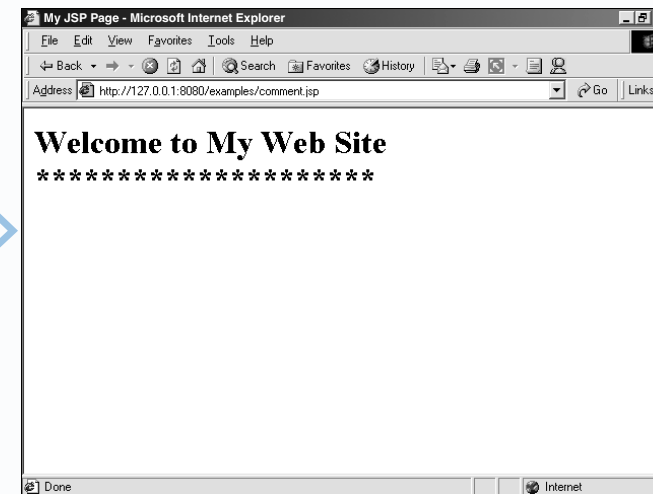 My JSP Page - Microsoft Internet Explorer
File Edit View Favorites Tools Help
Back Search Favorites History
Address http://127.0.0.1:8080/examples/comment.jsp Go Links
Welcome to My Web Site
*********************
Done Internet